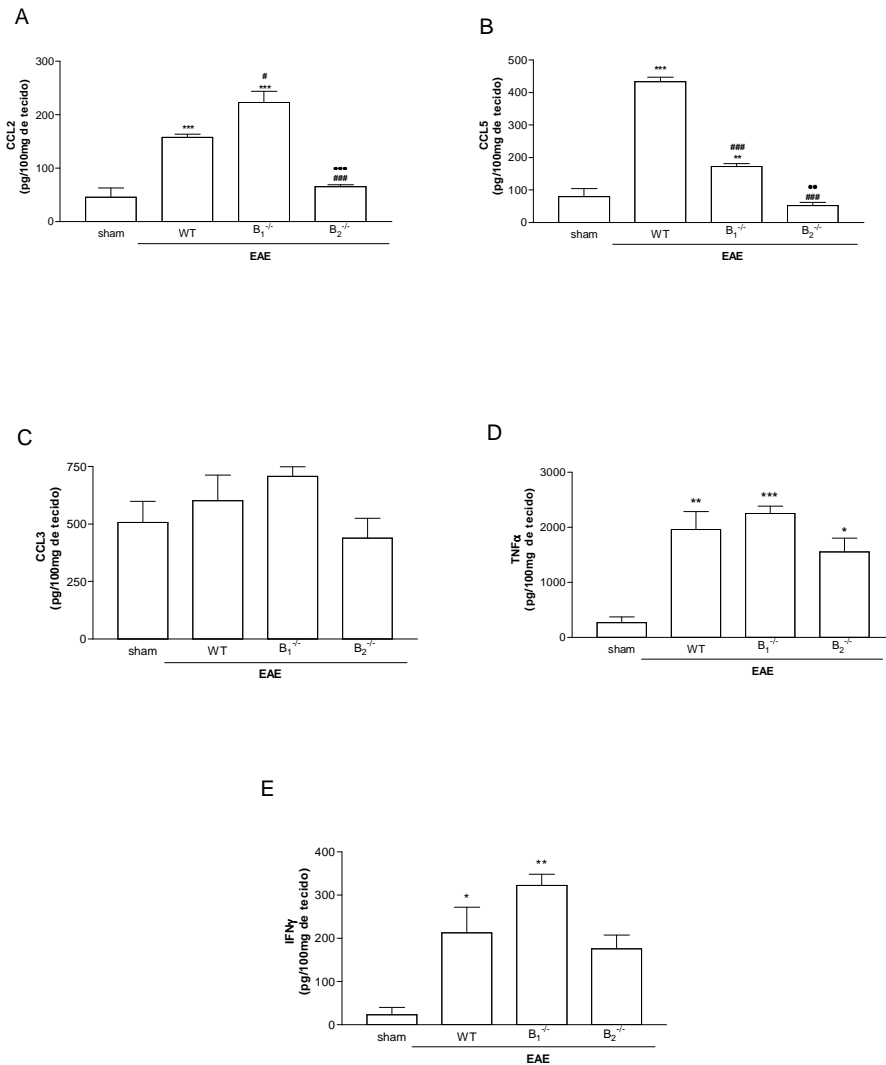 A
CCL2
(pg/100mg de tecido)
300
200
100
0
***
#
***
•••
###
sham
WT
B₁⁻/⁻
B₂⁻/⁻
EAE
B
CCL5
(pg/100mg de tecido)
500
400
300
200
100
0
***
###
**
••
###
sham
WT
B₁⁻/⁻
B₂⁻/⁻
EAE
C
CCL3
(pg/100mg de tecido)
750
500
250
0
sham
WT
B₁⁻/⁻
B₂⁻/⁻
EAE
D
TNFα
(pg/100mg de tecido)
3000
2000
1000
0
**
***
*
sham
WT
B₁⁻/⁻
B₂⁻/⁻
EAE
E
IFNγ
(pg/100mg de tecido)
400
300
200
100
0
*
**
sham
WT
B₁⁻/⁻
B₂⁻/⁻
EAE